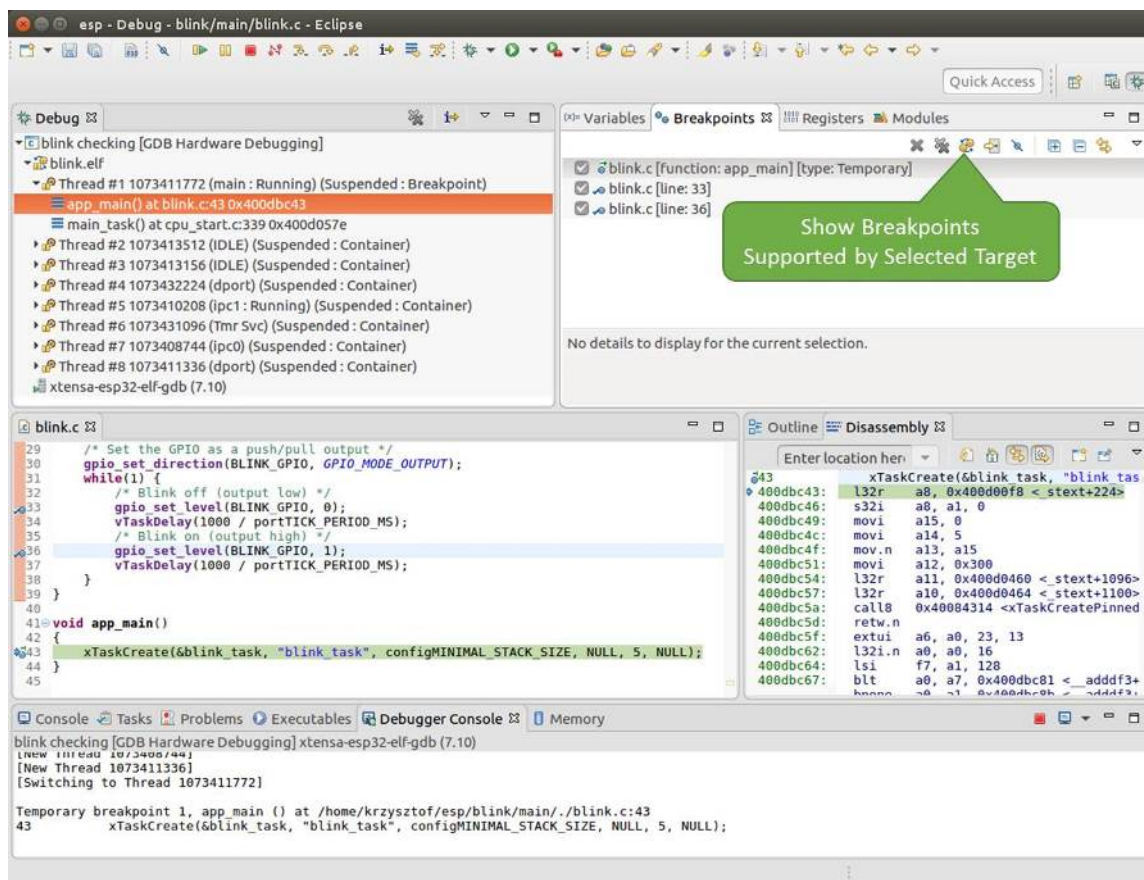 esp - Debug - blink/main/blink.c - Eclipse
Quick Access
Debug
blink checking [GDB Hardware Debugging]
blink.elf
Thread #1 1073411772 (main : Running) (Suspended : Breakpoint)
app_main() at blink.c:43 0x400dbc43
main_task() at cpu_start.c:339 0x400d057e
Thread #2 1073413512 (IDLE) (Suspended : Container)
Thread #3 1073413156 (IDLE) (Suspended : Container)
Thread #4 1073432224 (dport) (Suspended : Container)
Thread #5 1073410208 (ipc1 : Running) (Suspended : Container)
Thread #6 1073431096 (Tmr Svc) (Suspended : Container)
Thread #7 1073408744 (ipc0) (Suspended : Container)
Thread #8 1073411336 (dport) (Suspended : Container)
xtensa-esp32-elf-gdb (7.10)
(x)= Variables Breakpoints Registers Modules
blink.c [function: app_main] [type: Temporary]
blink.c [line: 33]
blink.c [line: 36]
Show Breakpoints
Supported by Selected Target
No details to display for the current selection.
blink.c
29 /* Set the GPIO as a push/pull output */
30 gpio_set_direction(BLINK_GPIO, GPIO_MODE_OUTPUT);
31 while(1) {
32 /* Blink off (output low) */
33 gpio_set_level(BLINK_GPIO, 0);
34 vTaskDelay(1000 / portTICK_PERIOD_MS);
35 /* Blink on (output high) */
36 gpio_set_level(BLINK_GPIO, 1);
37 vTaskDelay(1000 / portTICK_PERIOD_MS);
38 }
39 }
40
41 void app_main()
42 {
43 xTaskCreate(&blink_task, "blink_task", configMINIMAL_STACK_SIZE, NULL, 5, NULL);
44 }
45
Outline Disassembly
Enter location her
43 xTaskCreate(&blink_task, "blink_tas
400dbc43: l32r a8, 0x400d00f8 <_stext+224>
400dbc46: s32i a8, a1, 0
400dbc49: movi a15, 0
400dbc4c: movi a14, 5
400dbc4f: mov.n a13, a15
400dbc51: movi a12, 0x300
400dbc54: l32r a11, 0x400d0460 <_stext+1096>
400dbc57: l32r a10, 0x400d0464 <_stext+1100>
400dbc5a: call8 0x40084314 <xTaskCreatePinned
400dbc5d: retw.n
400dbc5f: extui a6, a0, 23, 13
400dbc62: l32i.n a0, a0, 16
400dbc64: lsi f7, a1, 128
400dbc67: blt a0, a7, 0x400dbc81 <__adddf3+
Console Tasks Problems Executables Debugger Console Memory
blink checking [GDB Hardware Debugging] xtensa-esp32-elf-gdb (7.10)
[New Thread 1073408744]
[New Thread 1073411336]
[Switching to Thread 1073411772]
Temporary breakpoint 1, app_main () at /home/krzysztof/esp/blink/main/./blink.c:43
43 xTaskCreate(&blink_task, "blink_task", configMINIMAL_STACK_SIZE, NULL, 5, NULL);